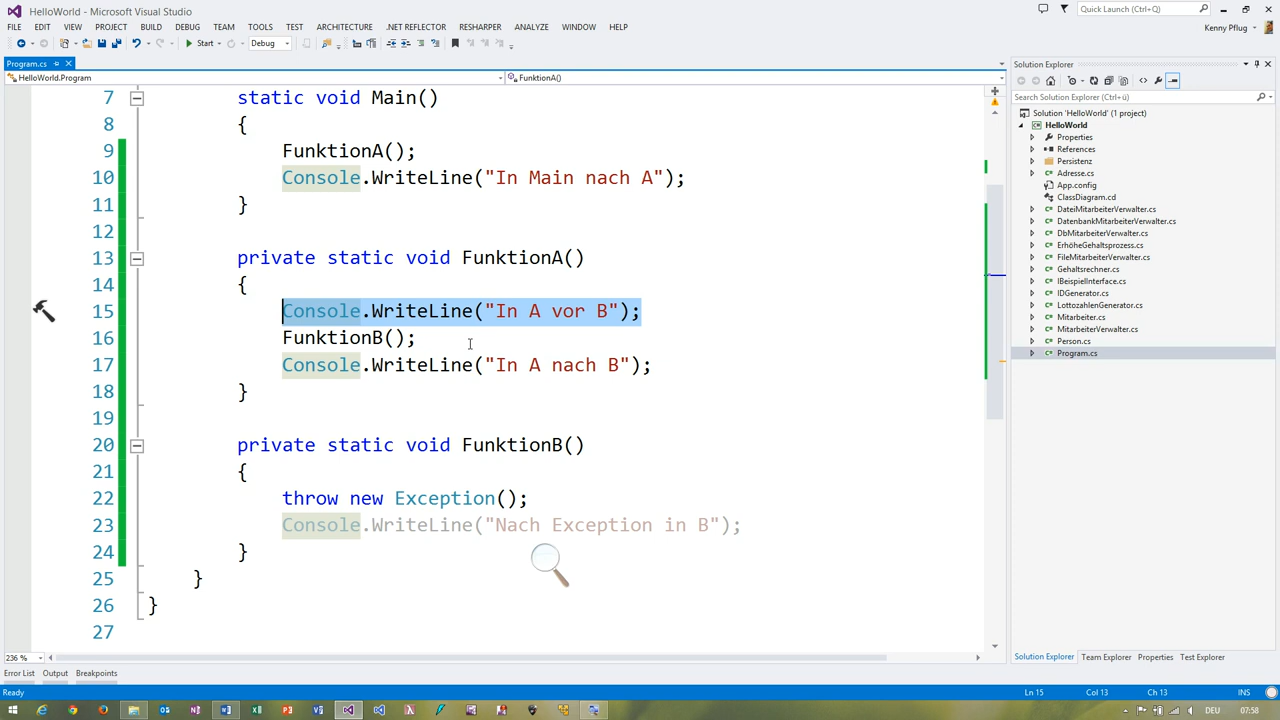 HelloWorld - Microsoft Visual Studio
Quick Launch (Ctrl+Q)
FILE EDIT VIEW PROJECT BUILD DEBUG TEAM TOOLS TEST ARCHITECTURE .NET REFLECTOR RESHARPER ANALYZE WINDOW HELP
Kenny Pflug
Start Debug
Program.cs
HelloWorld.Program FunktionA()
7 static void Main()
8 {
9 FunktionA();
10 Console.WriteLine("In Main nach A");
11 }
12
13 private static void FunktionA()
14 {
15 Console.WriteLine("In A vor B");
16 FunktionB();
17 Console.WriteLine("In A nach B");
18 }
19
20 private static void FunktionB()
21 {
22 throw new Exception();
23 Console.WriteLine("Nach Exception in B");
24 }
25 }
26 }
27
236 %
Solution Explorer
Search Solution Explorer (Ctrl+ü)
Solution 'HelloWorld' (1 project)
HelloWorld
Properties
References
Persistenz
Adresse.cs
App.config
ClassDiagram.cd
DateiMitarbeiterVerwalter.cs
DatenbankMitarbeiterVerwalter.cs
DbMitarbeiterVerwalter.cs
ErhöheGehaltsprozess.cs
FileMitarbeiterVerwalter.cs
Gehaltsrechner.cs
IBeispielInterface.cs
IDGenerator.cs
LottozahlenGenerator.cs
Mitarbeiter.cs
MitarbeiterVerwalter.cs
Person.cs
Program.cs
Solution Explorer Team Explorer Properties Test Explorer
Error List Output Breakpoints
Ready Ln 15 Col 13 Ch 13 INS
DEU 07:58